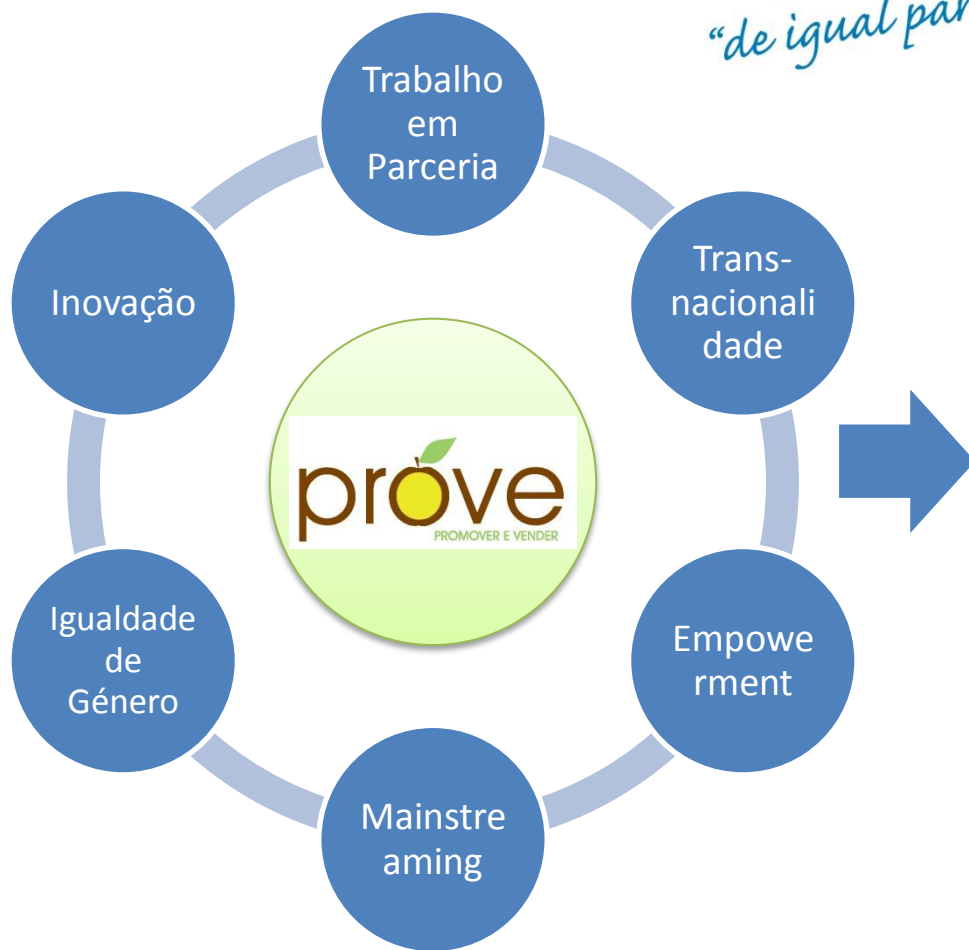 “de igual par
Trabalho
em
Parceria
Trans-
nacionali
dade
Empowe
rment
Mainstre
aming
Igualdade
de
Género
Inovação
prove
PROMOVER E VENDER